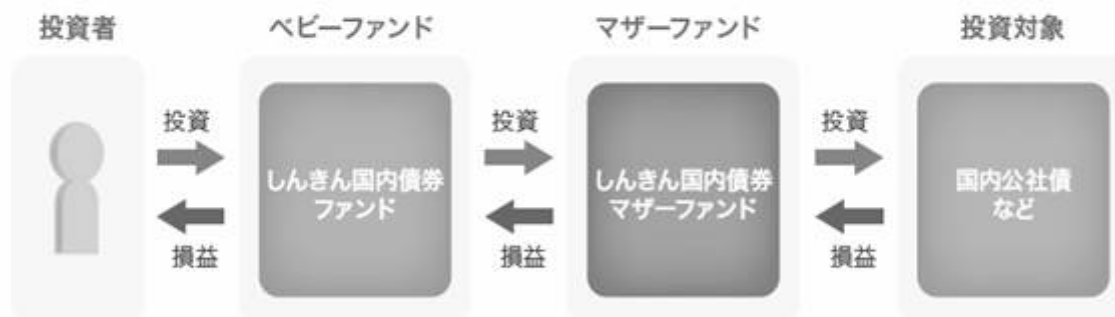 投資者
ベビーファンド
マザーファンド
投資対象
投資
投資
投資
しんきん国内債券
ファンド
しんきん国内債券
マザーファンド
国内公社債
など
損益
損益
損益